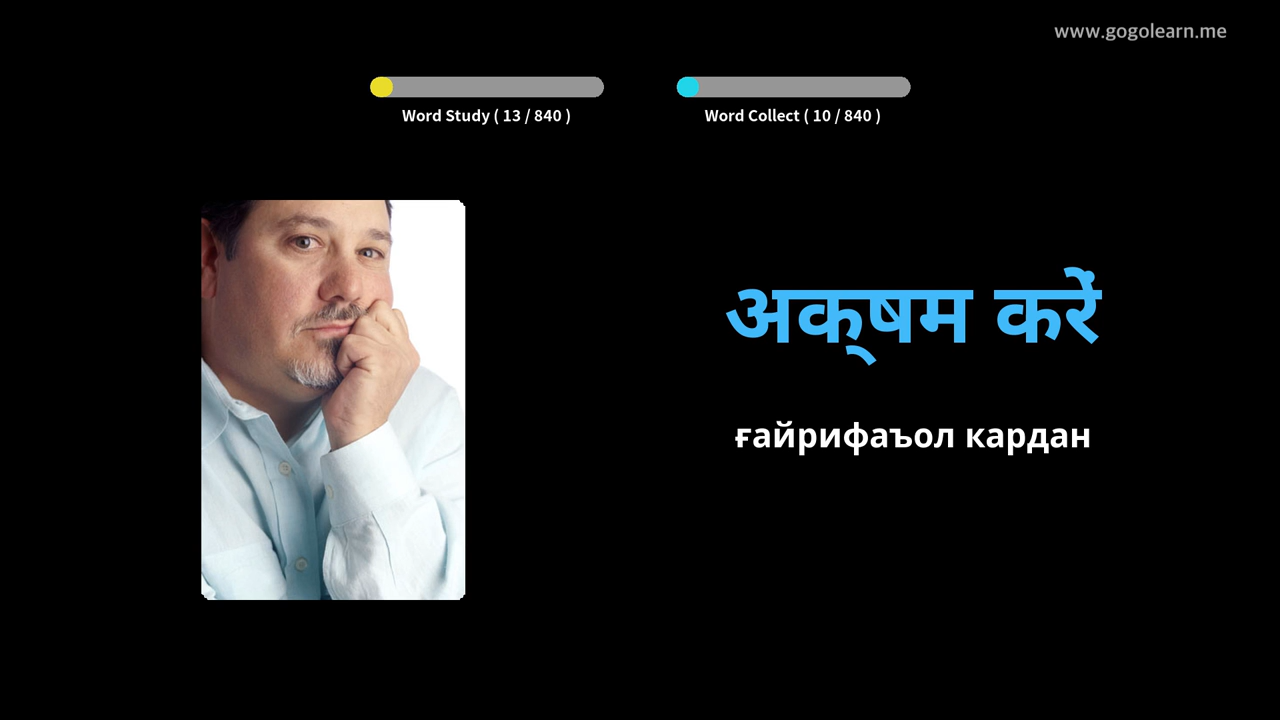 www.gogolearn.me
Word Study ( 13 / 840 )
Word Collect ( 10 / 840 )
अक्‌षम करें
ғайрифаъол кардан